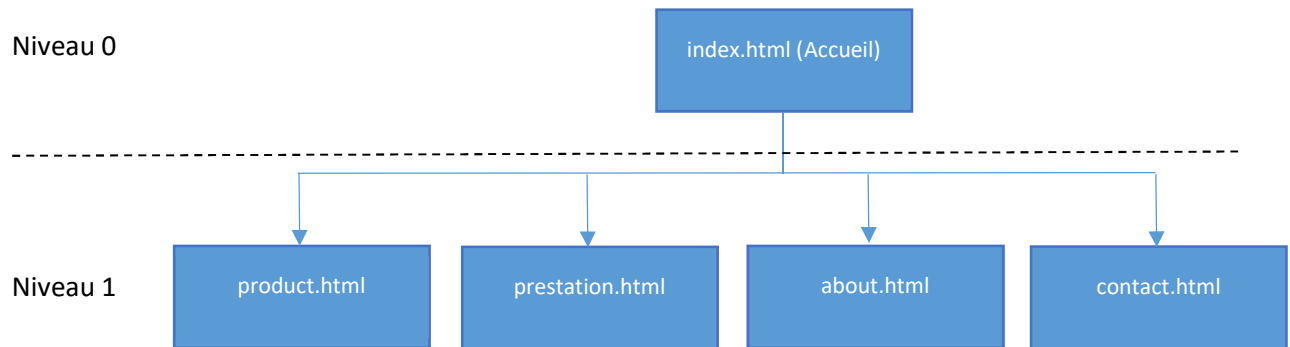 Niveau 0
index.html (Accueil)
Niveau 1
product.html
prestation.html
about.html
contact.html